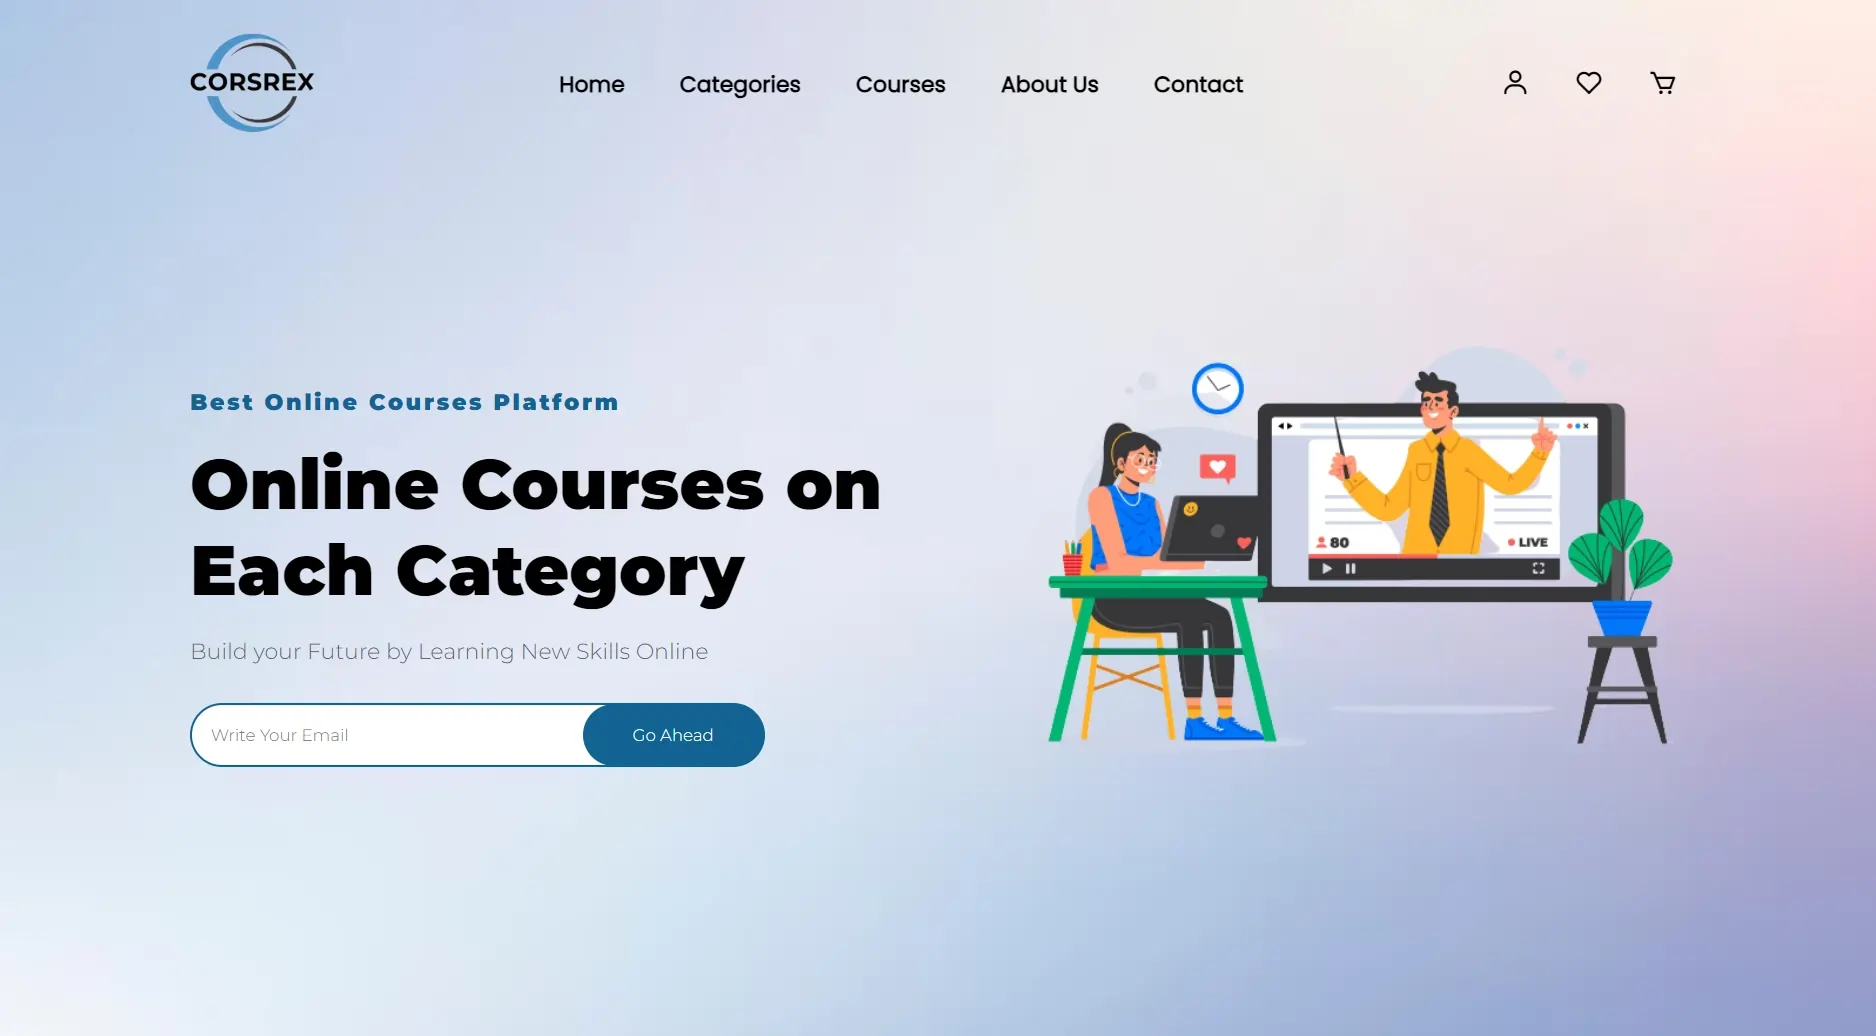 CORSREX
Home Categories Courses About Us Contact
Best Online Courses Platform
Online Courses on
Each Category
Build your Future by Learning New Skills Online
Write Your Email Go Ahead
80 LIVE